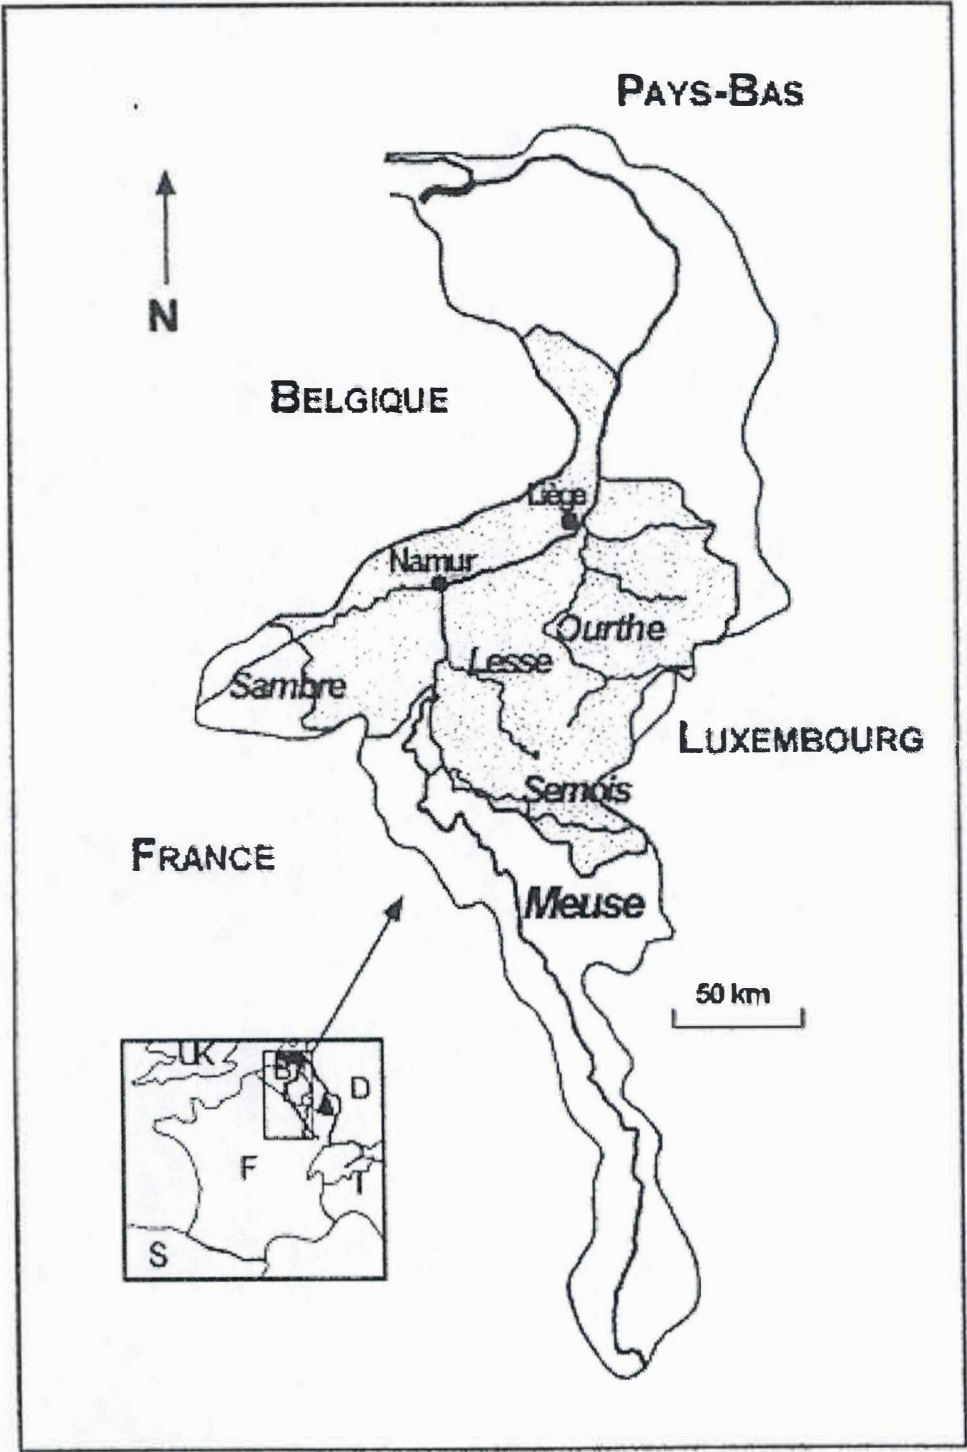 PAYS-BAS
N
BELGIQUE
Liège
Namur
Ourthe
Lesse
Sambre
LUXEMBOURG
Semois
FRANCE
Meuse
50 km
UK
B
D
F
I
S